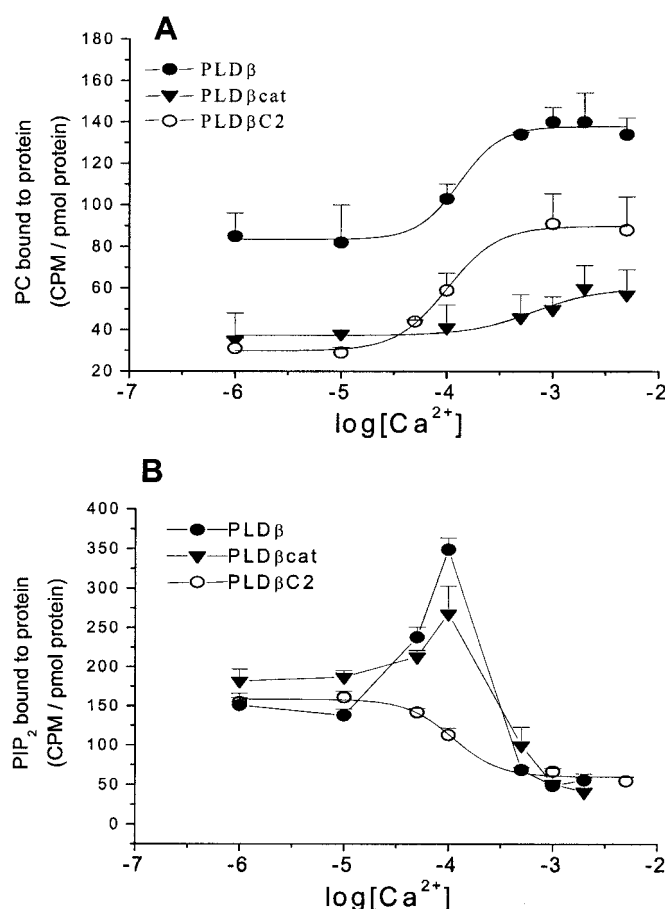 A
180
160
140
120
100
80
60
40
20
PC bound to protein
(CPM / pmol protein)
PLDβ
PLDβcat
PLDβC2
-7 -6 -5 -4 -3 -2
log[Ca²⁺]
B
400
350
300
250
200
150
100
50
0
PIP₂ bound to protein
(CPM / pmol protein)
PLDβ
PLDβcat
PLDβC2
-7 -6 -5 -4 -3 -2
log[Ca²⁺]